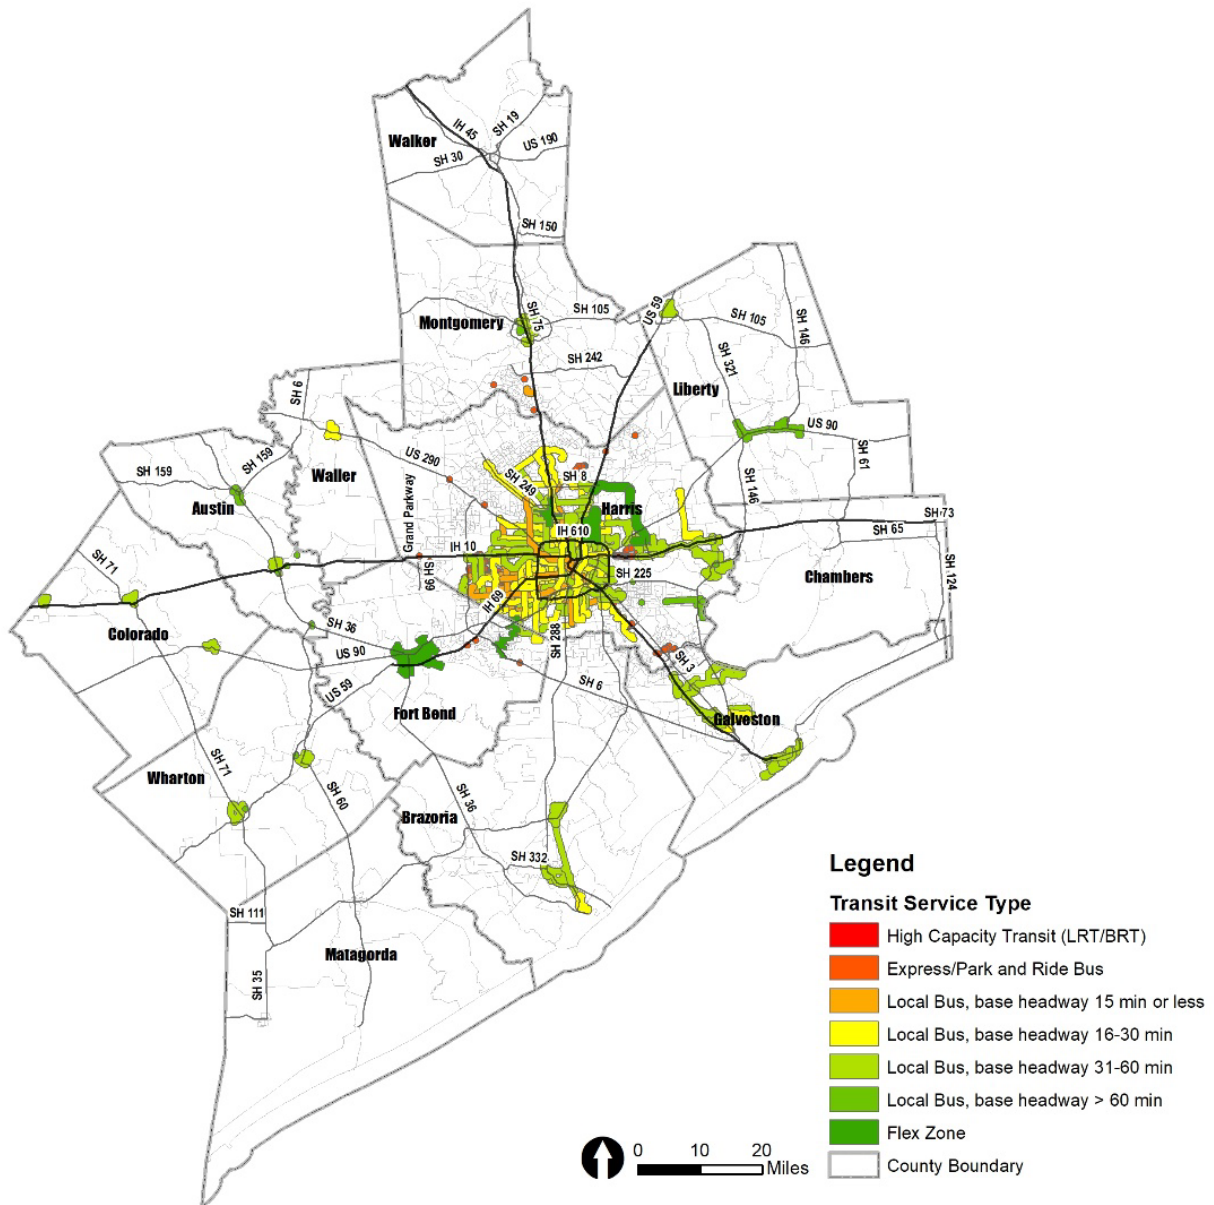 Walker
IH 45
SH 19
US 190
SH 30
SH 150
Montgomery
SH 75
SH 105
SH 242
US 59
SH 105
SH 146
SH 321
Liberty
US 90
SH 61
SH 146
SH 6
SH 159
SH 159
Austin
Waller
US 290
Grand Parkway
SH 249
SH 8
Harris
IH 610
IH 10
SH 99
SH 225
IH 69
SH 288
SH 73
SH 65
SH 124
Chambers
SH 71
Colorado
SH 36
US 90
US 59
Fort Bend
SH 6
SH 3
Galveston
Wharton
SH 71
SH 60
Brazoria
SH 36
SH 332
SH 111
SH 35
Matagorda
Legend
Transit Service Type
High Capacity Transit (LRT/BRT)
Express/Park and Ride Bus
Local Bus, base headway 15 min or less
Local Bus, base headway 16-30 min
Local Bus, base headway 31-60 min
Local Bus, base headway > 60 min
Flex Zone
County Boundary
0 10 20
Miles